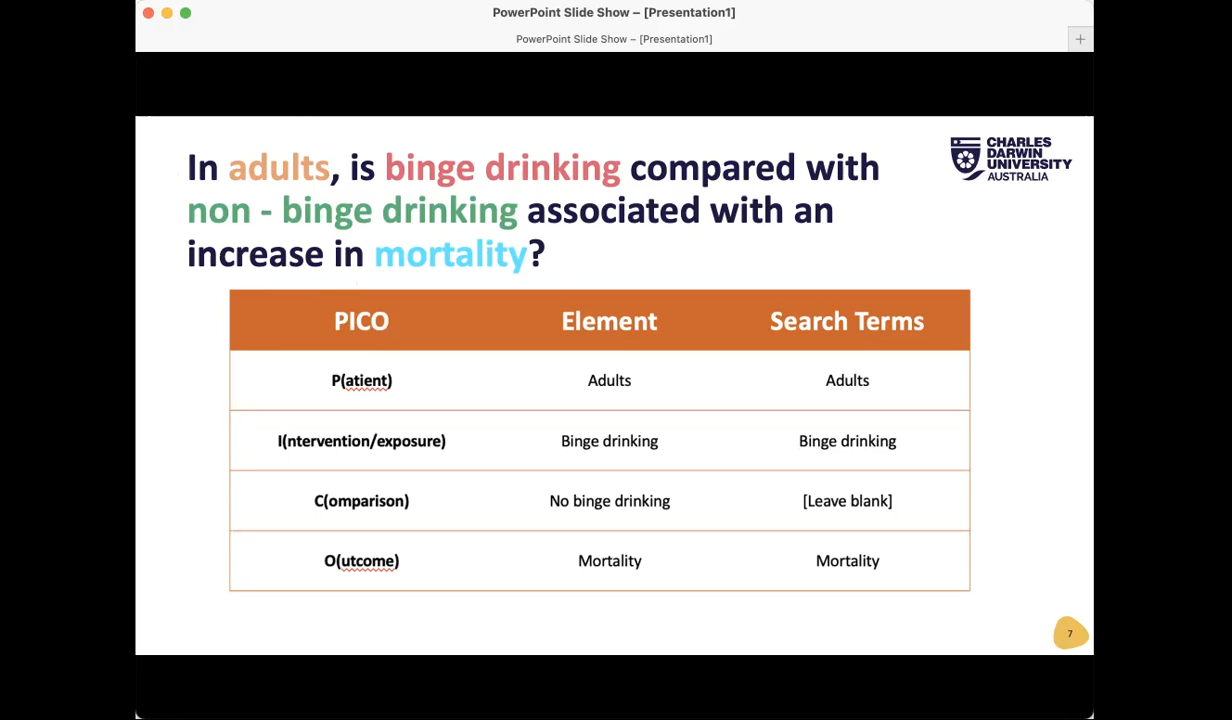 PowerPoint Slide Show – [Presentation1]
PowerPoint Slide Show – [Presentation1]
+
In adults, is binge drinking compared with
non - binge drinking associated with an
increase in mortality?
CHARLES
DARWIN
UNIVERSITY
AUSTRALIA
PICO Element Search Terms
P(atient) Adults Adults
I(ntervention/exposure) Binge drinking Binge drinking
C(omparison) No binge drinking [Leave blank]
O(utcome) Mortality Mortality
7